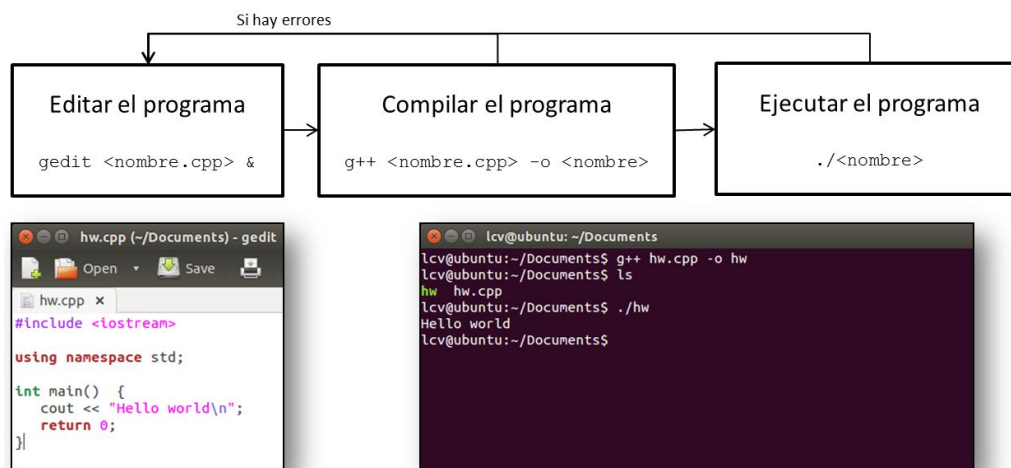 Si hay errores
Editar el programa
gedit <nombre.cpp> &
Compilar el programa
g++ <nombre.cpp> -o <nombre>
Ejecutar el programa
./<nombre>
hw.cpp (~/Documents) - gedit
Open
Save
hw.cpp ×
#include <iostream>
using namespace std;
int main()  {
cout << "Hello world\n";
return 0;
}
lcv@ubuntu: ~/Documents
lcv@ubuntu:~/Documents$ g++ hw.cpp -o hw
lcv@ubuntu:~/Documents$ ls
hw  hw.cpp
lcv@ubuntu:~/Documents$ ./hw
Hello world
lcv@ubuntu:~/Documents$